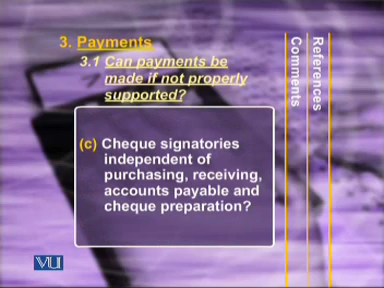 3. Payments
3.1 Can payments be
made if not properly
supported?
(c) Cheque signatories
independent of
purchasing, receiving,
accounts payable and
cheque preparation?
Comments
References
VU